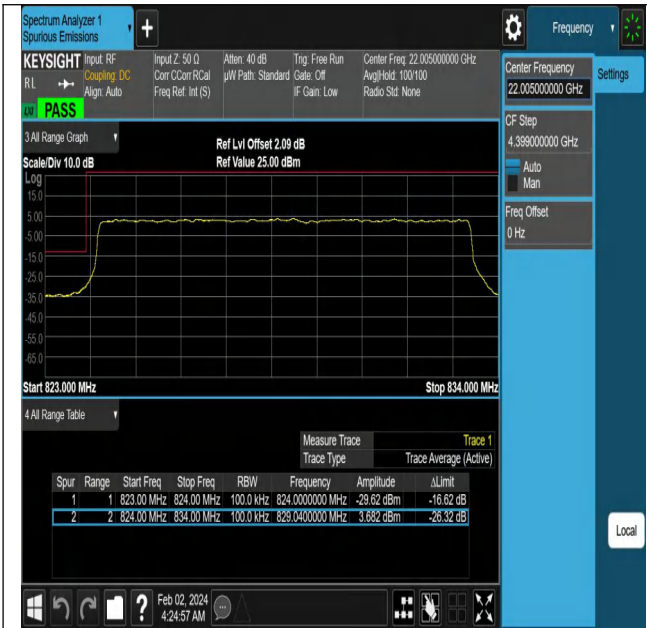 Spectrum Analyzer 1
Spurious Emissions
+
Frequency
KEYSIGHT
RL
Input: RF
Coupling: DC
Align: Auto
Input Z: 50 Ω
Corr CCorr RCal
Freq Ref: Int (S)
Atten: 40 dB
µW Path: Standard
Trig: Free Run
Gate: Off
IF Gain: Low
Center Freq: 22.005000000 GHz
Avg|Hold: 100/100
Radio Std: None
PASS
Center Frequency
22.005000000 GHz
Settings
CF Step
4.399000000 GHz
Auto
Man
Freq Offset
0 Hz
3 All Range Graph
Scale/Div 10.0 dB
Ref Lvl Offset 2.09 dB
Ref Value 25.00 dBm
Log
15.0
5.00
-5.00
-15.0
-25.0
-35.0
-45.0
-55.0
-65.0
Start 823.000 MHz
Stop 834.000 MHz
4 All Range Table
Measure Trace Trace 1
Trace Type Trace Average (Active)
Spur Range Start Freq Stop Freq RBW Frequency Amplitude ΔLimit
1 1 823.00 MHz 824.00 MHz 100.0 kHz 824.0000000 MHz -29.62 dBm -16.62 dB
2 2 824.00 MHz 834.00 MHz 100.0 kHz 829.0400000 MHz 3.682 dBm -26.32 dB
Local
?
Feb 02, 2024
4:24:57 AM